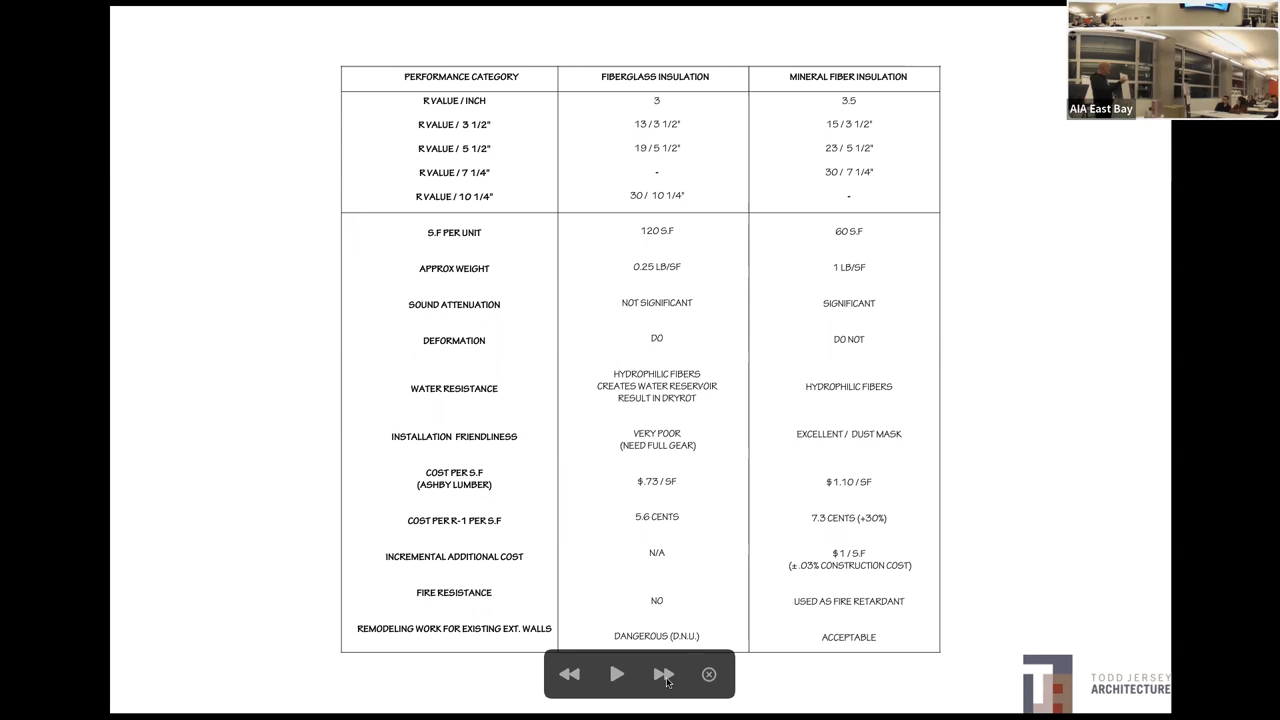 AIA East Bay
PERFORMANCE CATEGORY FIBERGLASS INSULATION MINERAL FIBER INSULATION
R VALUE / INCH 3 3.5
R VALUE / 3 1/2" 13 / 3 1/2" 15 / 3 1/2"
R VALUE / 5 1/2" 19 / 5 1/2" 23 / 5 1/2"
R VALUE / 7 1/4" - 30 / 7 1/4"
R VALUE / 10 1/4" 30 / 10 1/4" -
S.F PER UNIT 120 S.F 60 S.F
APPROX WEIGHT 0.25 LB/SF 1 LB/SF
SOUND ATTENUATION NOT SIGNIFICANT SIGNIFICANT
DEFORMATION DO DO NOT
WATER RESISTANCE
HYDROPHILIC FIBERS
CREATES WATER RESERVOIR
RESULT IN DRYROT
HYDROPHILIC FIBERS
INSTALLATION FRIENDLINESS
VERY POOR
(NEED FULL GEAR)
EXCELLENT / DUST MASK
COST PER S.F
(ASHBY LUMBER)
$.73 / SF
$1.10 / SF
COST PER R-1 PER S.F 5.6 CENTS 7.3 CENTS (+30%)
INCREMENTAL ADDITIONAL COST N/A
$1 / S.F
(± .03% CONSTRUCTION COST)
FIRE RESISTANCE NO USED AS FIRE RETARDANT
REMODELING WORK FOR EXISTING EXT. WALLS DANGEROUS (D.N.U.) ACCEPTABLE
TODD JERSEY
ARCHITECTURE